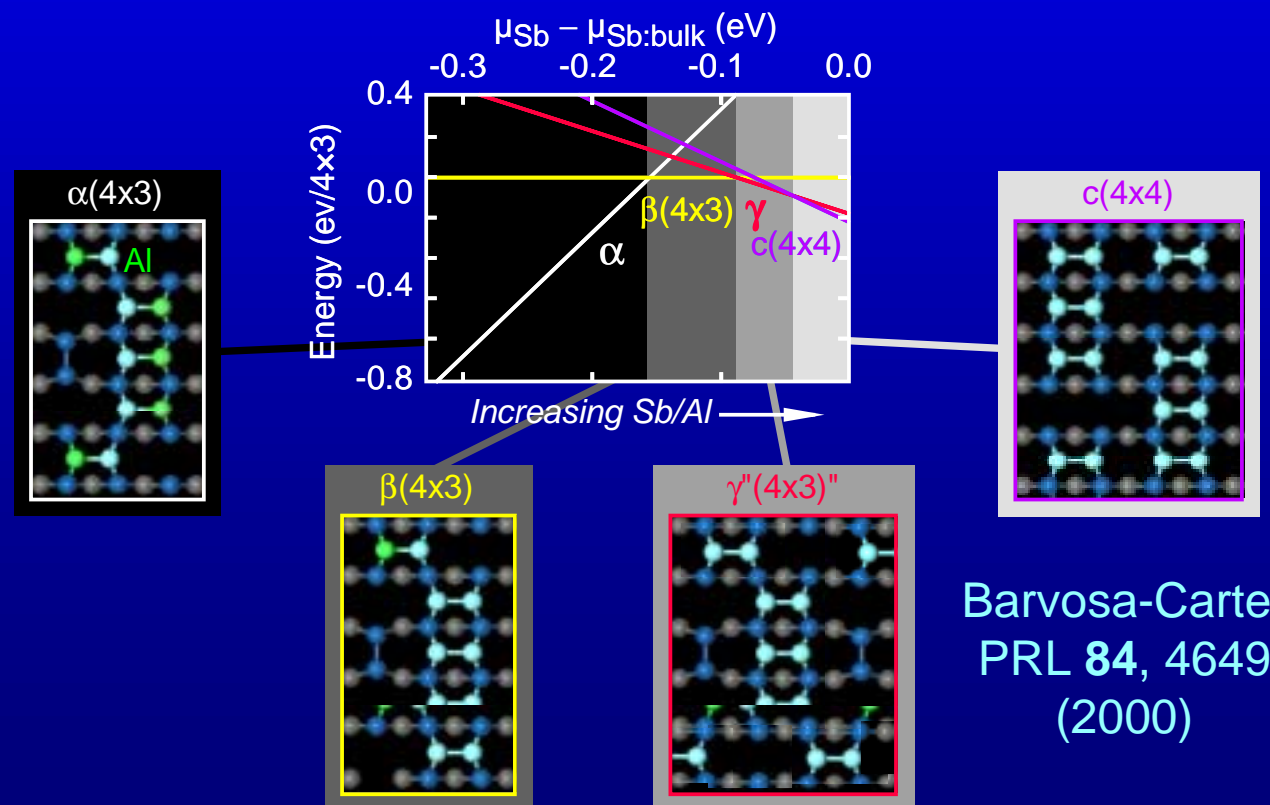 μSb − μSb:bulk (eV)
-0.3 -0.2 -0.1 0.0
Energy (ev/4×3)
0.4
0.0
-0.4
-0.8
α
β(4x3)
γ
c(4x4)
Increasing Sb/Al
α(4x3)
Al
c(4x4)
β(4x3)
γ"(4x3)"
Barvosa-Carte
PRL 84, 4649
(2000)